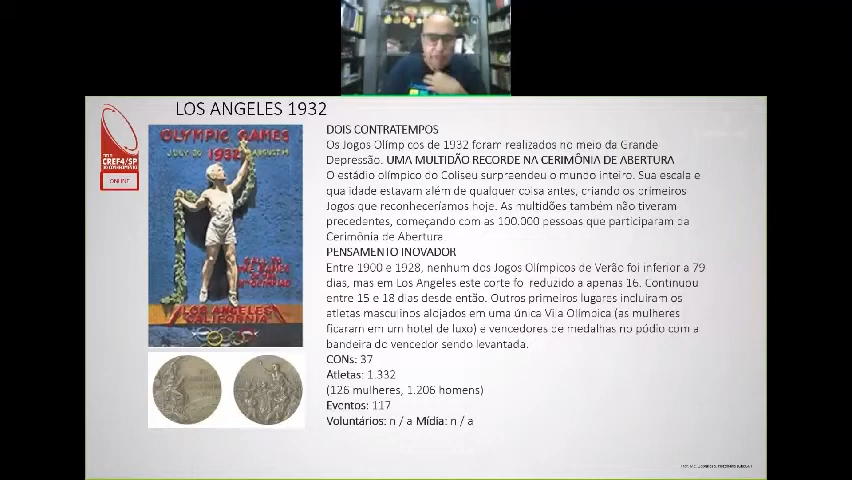 LOS ANGELES 1932
CREF4/SP
ONLINE
OLYMPIC GAMES
1932
CALL TO
LOS ANGELES
CALIFORNIA
DOIS CONTRATEMPOS
Os Jogos Olímpicos de 1932 foram realizados no meio da Grande
Depressão. UMA MULTIDÃO RECORDE NA CERIMÔNIA DE ABERTURA
O estádio olímpico do Coliseu surpreendeu o mundo inteiro. Sua escala e
qualidade estavam além de qualquer coisa antes, criando os primeiros
Jogos que reconheceríamos hoje. As multidões também não tiveram
precedentes, começando com as 100.000 pessoas que participaram da
Cerimônia de Abertura.
PENSAMENTO INOVADOR
Entre 1900 e 1928, nenhum dos Jogos Olímpicos de Verão foi inferior a 79
dias, mas em Los Angeles este corte foi reduzido a apenas 16. Continuou
entre 15 e 18 dias desde então. Outros primeiros lugares incluíram os
atletas masculinos alojados em uma única Vila Olímpica (as mulheres
ficaram em um hotel de luxo) e vencedores de medalhas no pódio com a
bandeira do vencedor sendo levantada.
CONs: 37
Atletas: 1.332
(126 mulheres, 1.206 homens)
Eventos: 117
Voluntários: n / a Mídia: n / a